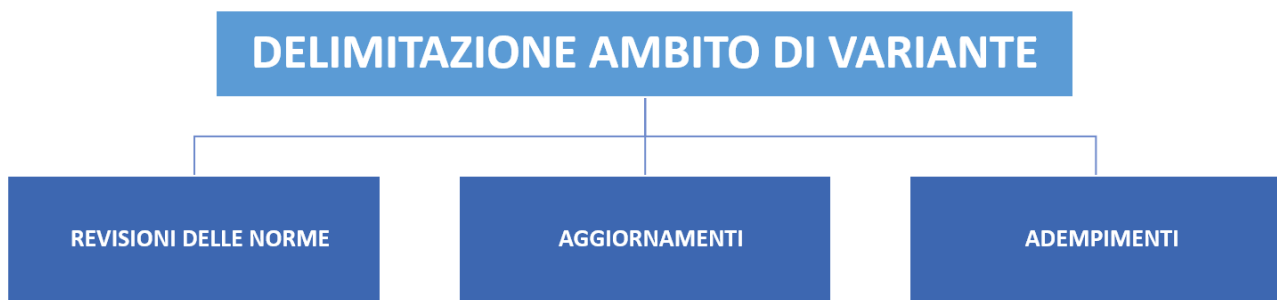 DELIMITAZIONE AMBITO DI VARIANTE
REVISIONI DELLE NORME
AGGIORNAMENTI
ADEMPIMENTI